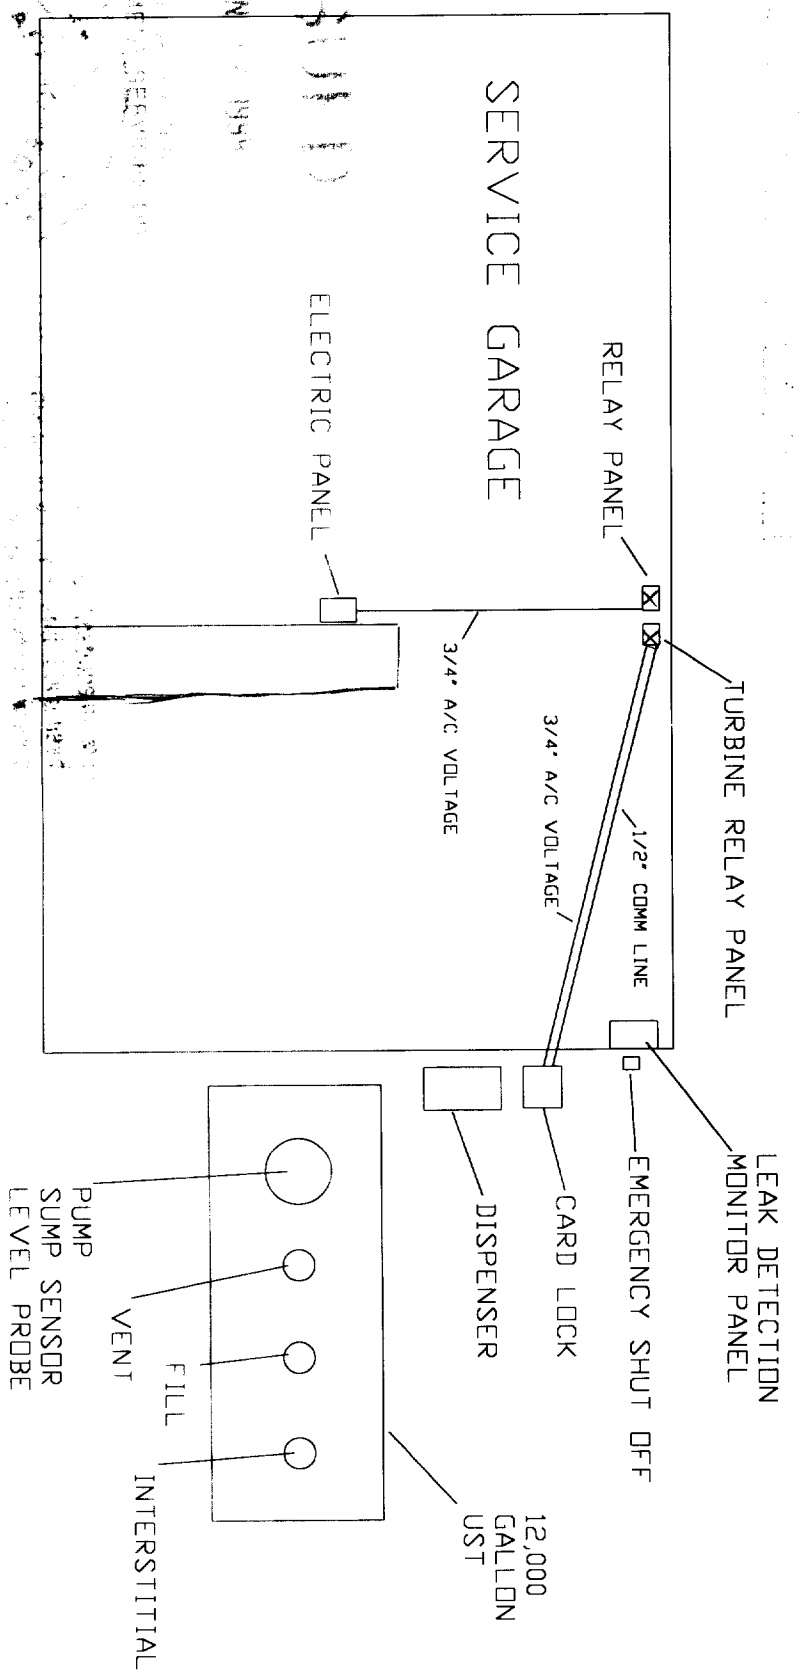 SERVICE GARAGE
RELAY PANEL
ELECTRIC PANEL
TURBINE RELAY PANEL
3/4" A/C VOLTAGE
3/4" A/C VOLTAGE
1/2" COMM LINE
LEAK DETECTION
MONITOR PANEL
EMERGENCY SHUT OFF
CARD LOCK
DISPENSER
PUMP
SUMP SENSOR
LEVEL PROBE
VENT
FILL
INTERSTITIAL
12,000
GALLON
UST